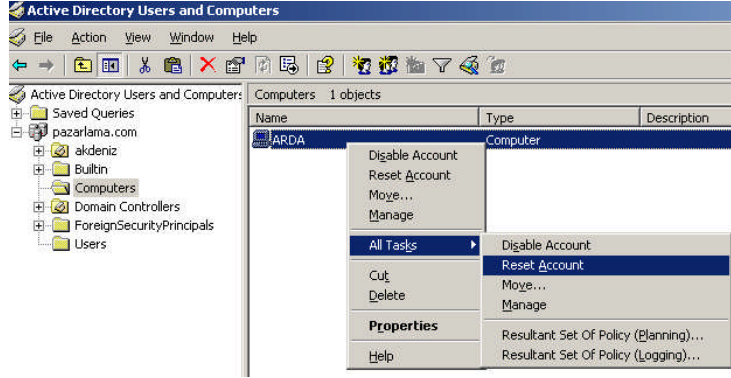 Active Directory Users and Computers
File Action View Window Help
Active Directory Users and Computers
Saved Queries
pazarlama.com
akdeniz
Builtin
Computers
Domain Controllers
ForeignSecurityPrincipals
Users
Computers 1 objects
Name Type Description
ARDA Computer
Disable Account
Reset Account
Move...
Manage
All Tasks
Cut
Delete
Properties
Help
Disable Account
Reset Account
Move...
Manage
Resultant Set Of Policy (Planning)...
Resultant Set Of Policy (Logging)...